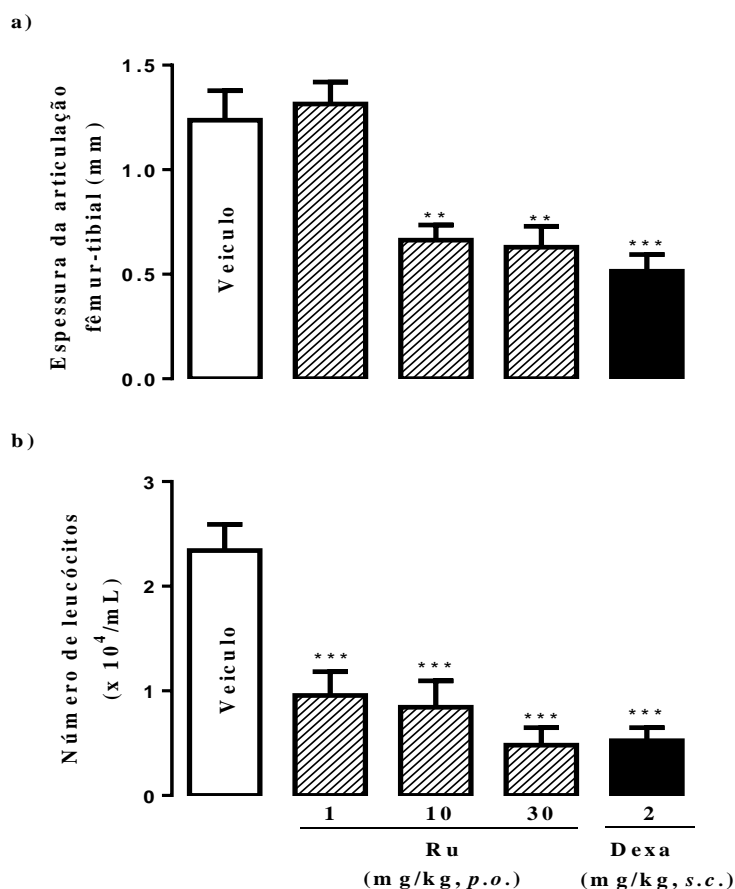 a)
Espessura da articulação
fêmur-tibial (mm)
1.5
1.0
0.5
0.0
Veiculo
**
**
***
b)
Número de leucócitos
(x 10⁴/mL)
3
2
1
0
Veiculo
***
***
***
***
1 10 30 2
Ru Dexa
(mg/kg, p.o.) (mg/kg, s.c.)